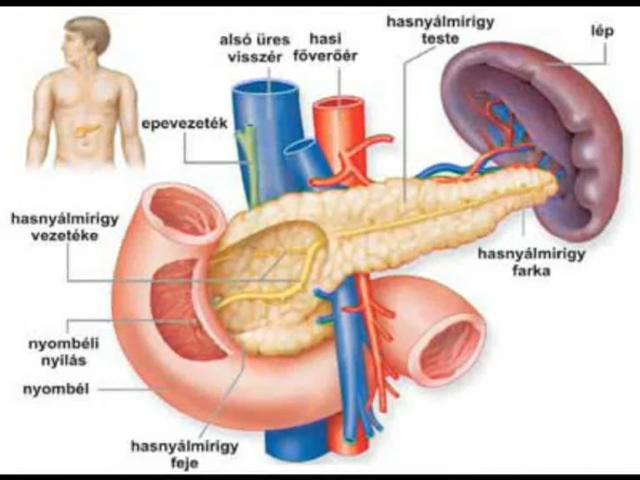 hasnyálmirigy
teste
lép
alsó üres
visszér
hasi
főverőér
epevezeték
hasnyálmirigy
vezetéke
hasnyálmirigy
farka
nyombéli
nyílás
nyombél
hasnyálmirigy
feje